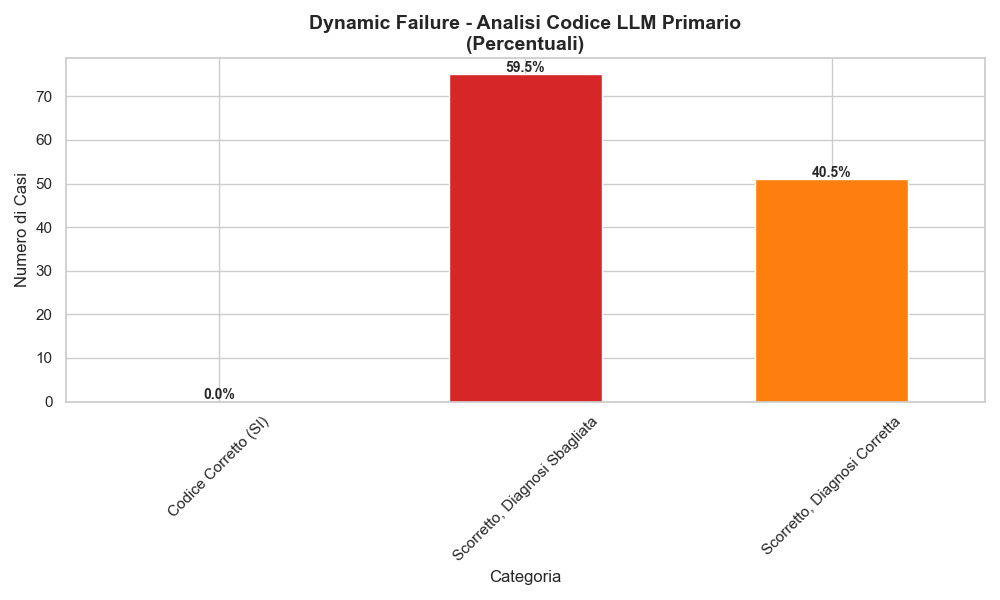 Dynamic Failure - Analisi Codice LLM Primario
(Percentuali)
Numero di Casi
70
60
50
40
30
20
10
0
0.0%
59.5%
40.5%
Codice Corretto (SI)
Scorretto, Diagnosi Sbagliata
Scorretto, Diagnosi Corretta
Categoria